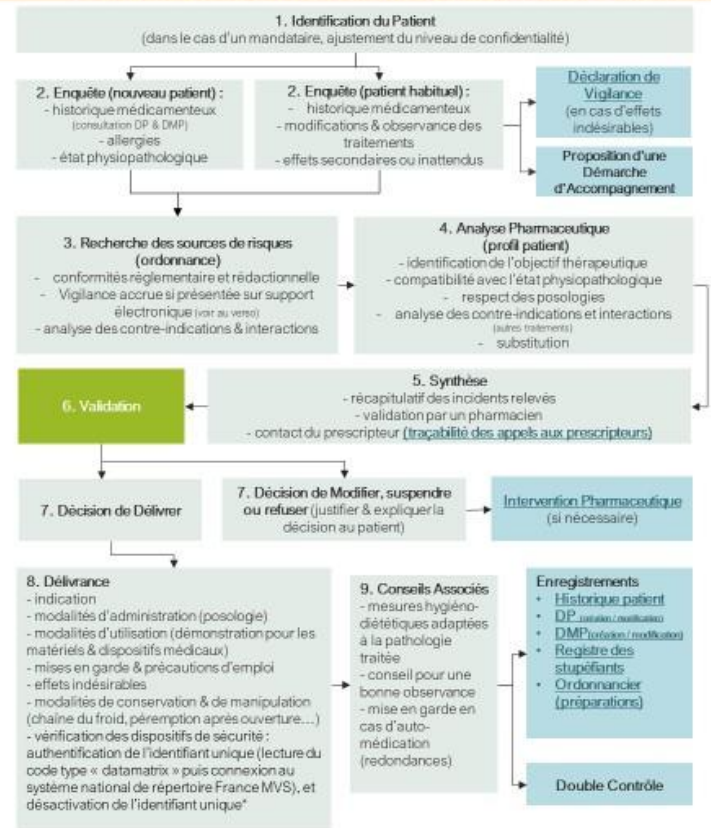 1. Identification du Patient
(dans le cas d'un mandataire, ajustement du niveau de confidentialité)
2. Enquête (nouveau patient) :
- historique médicamenteux
(consultation DP & DMP)
- allergies
- état physiopathologique
2. Enquête (patient habituel) :
- historique médicamenteux
- modifications & observance des
traitements
- effets secondaires ou inattendus
Déclaration de
Vigilance
(en cas d'effets
indésirables)
Proposition d'une
Démarche
d'Accompagnement
3. Recherche des sources de risques
(ordonnance)
- conformités réglementaire et rédactionnelle
- Vigilance accrue si présentée sur support
électronique (voir au verso)
- analyse des contre-indications & interactions
4. Analyse Pharmaceutique
(profil patient)
- identification de l'objectif thérapeutique
- compatibilité avec l'état physiopathologique
- respect des posologies
- analyse des contre-indications et interactions
(autres traitements)
- substitution
5. Synthèse
- récapitulatif des incidents relevés
- validation par un pharmacien
- contact du prescripteur (traçabilité des appels aux prescripteurs)
6. Validation
7. Décision de Délivrer
7. Décision de Modifier, suspendre
ou refuser (justifier & expliquer la
décision au patient)
Intervention Pharmaceutique
(si nécessaire)
8. Délivrance
- indication
- modalités d'administration (posologie)
- modalités d'utilisation (démonstration pour les
matériels & dispositifs médicaux)
- mises en garde & précautions d'emploi
- effets indésirables
- modalités de conservation & de manipulation
(chaîne du froid, péremption après ouverture...)
- vérification des dispositifs de sécurité :
authentification de l'identifiant unique (lecture du
code type « datamatrix » puis connexion au
système national de répertoire France MVS), et
désactivation de l'identifiant unique*
9. Conseils Associés
- mesures hygiéno-
diététiques adaptées
à la pathologie
traitée
- conseil pour une
bonne observance
- mise en garde en
cas d'auto-
médication
(redondances)
Enregistrements
• Historique patient
• DP (création / modification)
• DMP(création / modification)
• Registre des
stupéfiants
• Ordonnancier
(préparations)
Double Contrôle